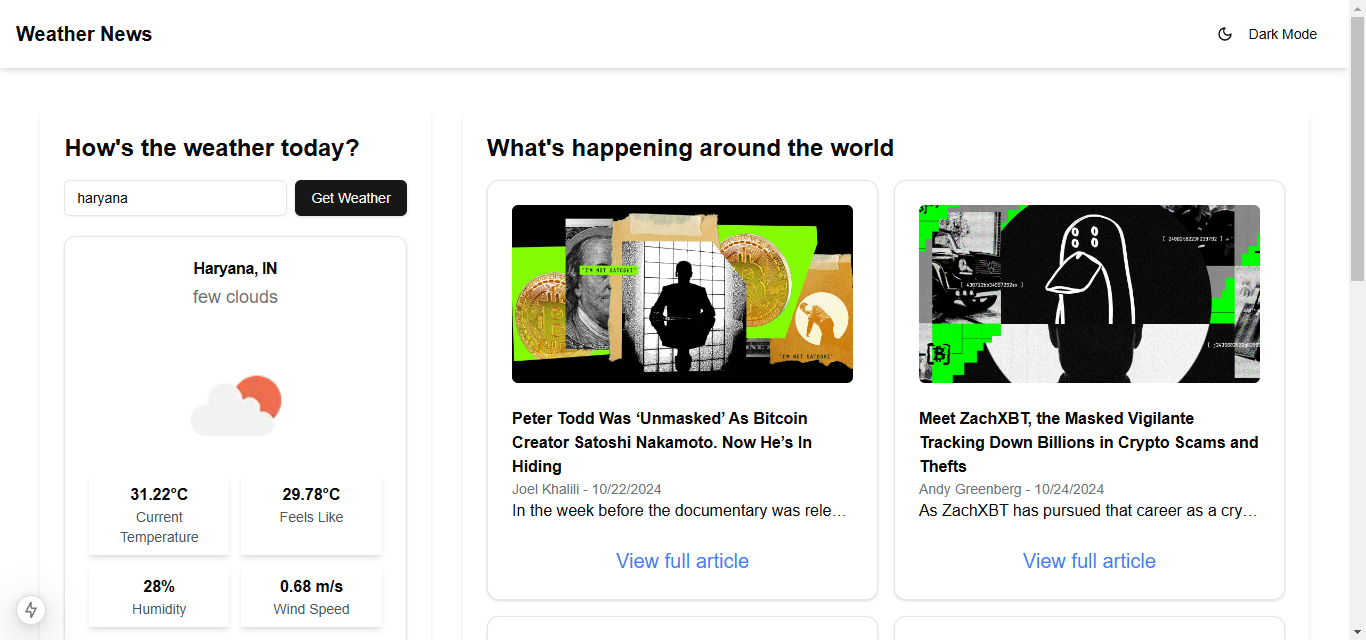 Weather News
Dark Mode
How's the weather today?
haryana
Get Weather
Haryana, IN
few clouds
31.22°C
Current
Temperature
29.78°C
Feels Like
28%
Humidity
0.68 m/s
Wind Speed
What's happening around the world
"I'M NOT SATOSHI"
"I'M NOT SATOSHI"
Peter Todd Was ‘Unmasked’ As Bitcoin
Creator Satoshi Nakamoto. Now He’s In
Hiding
Joel Khalili - 10/22/2024
In the week before the documentary was rele…
View full article
Meet ZachXBT, the Masked Vigilante
Tracking Down Billions in Crypto Scams and
Thefts
Andy Greenberg - 10/24/2024
As ZachXBT has pursued that career as a cry…
View full article